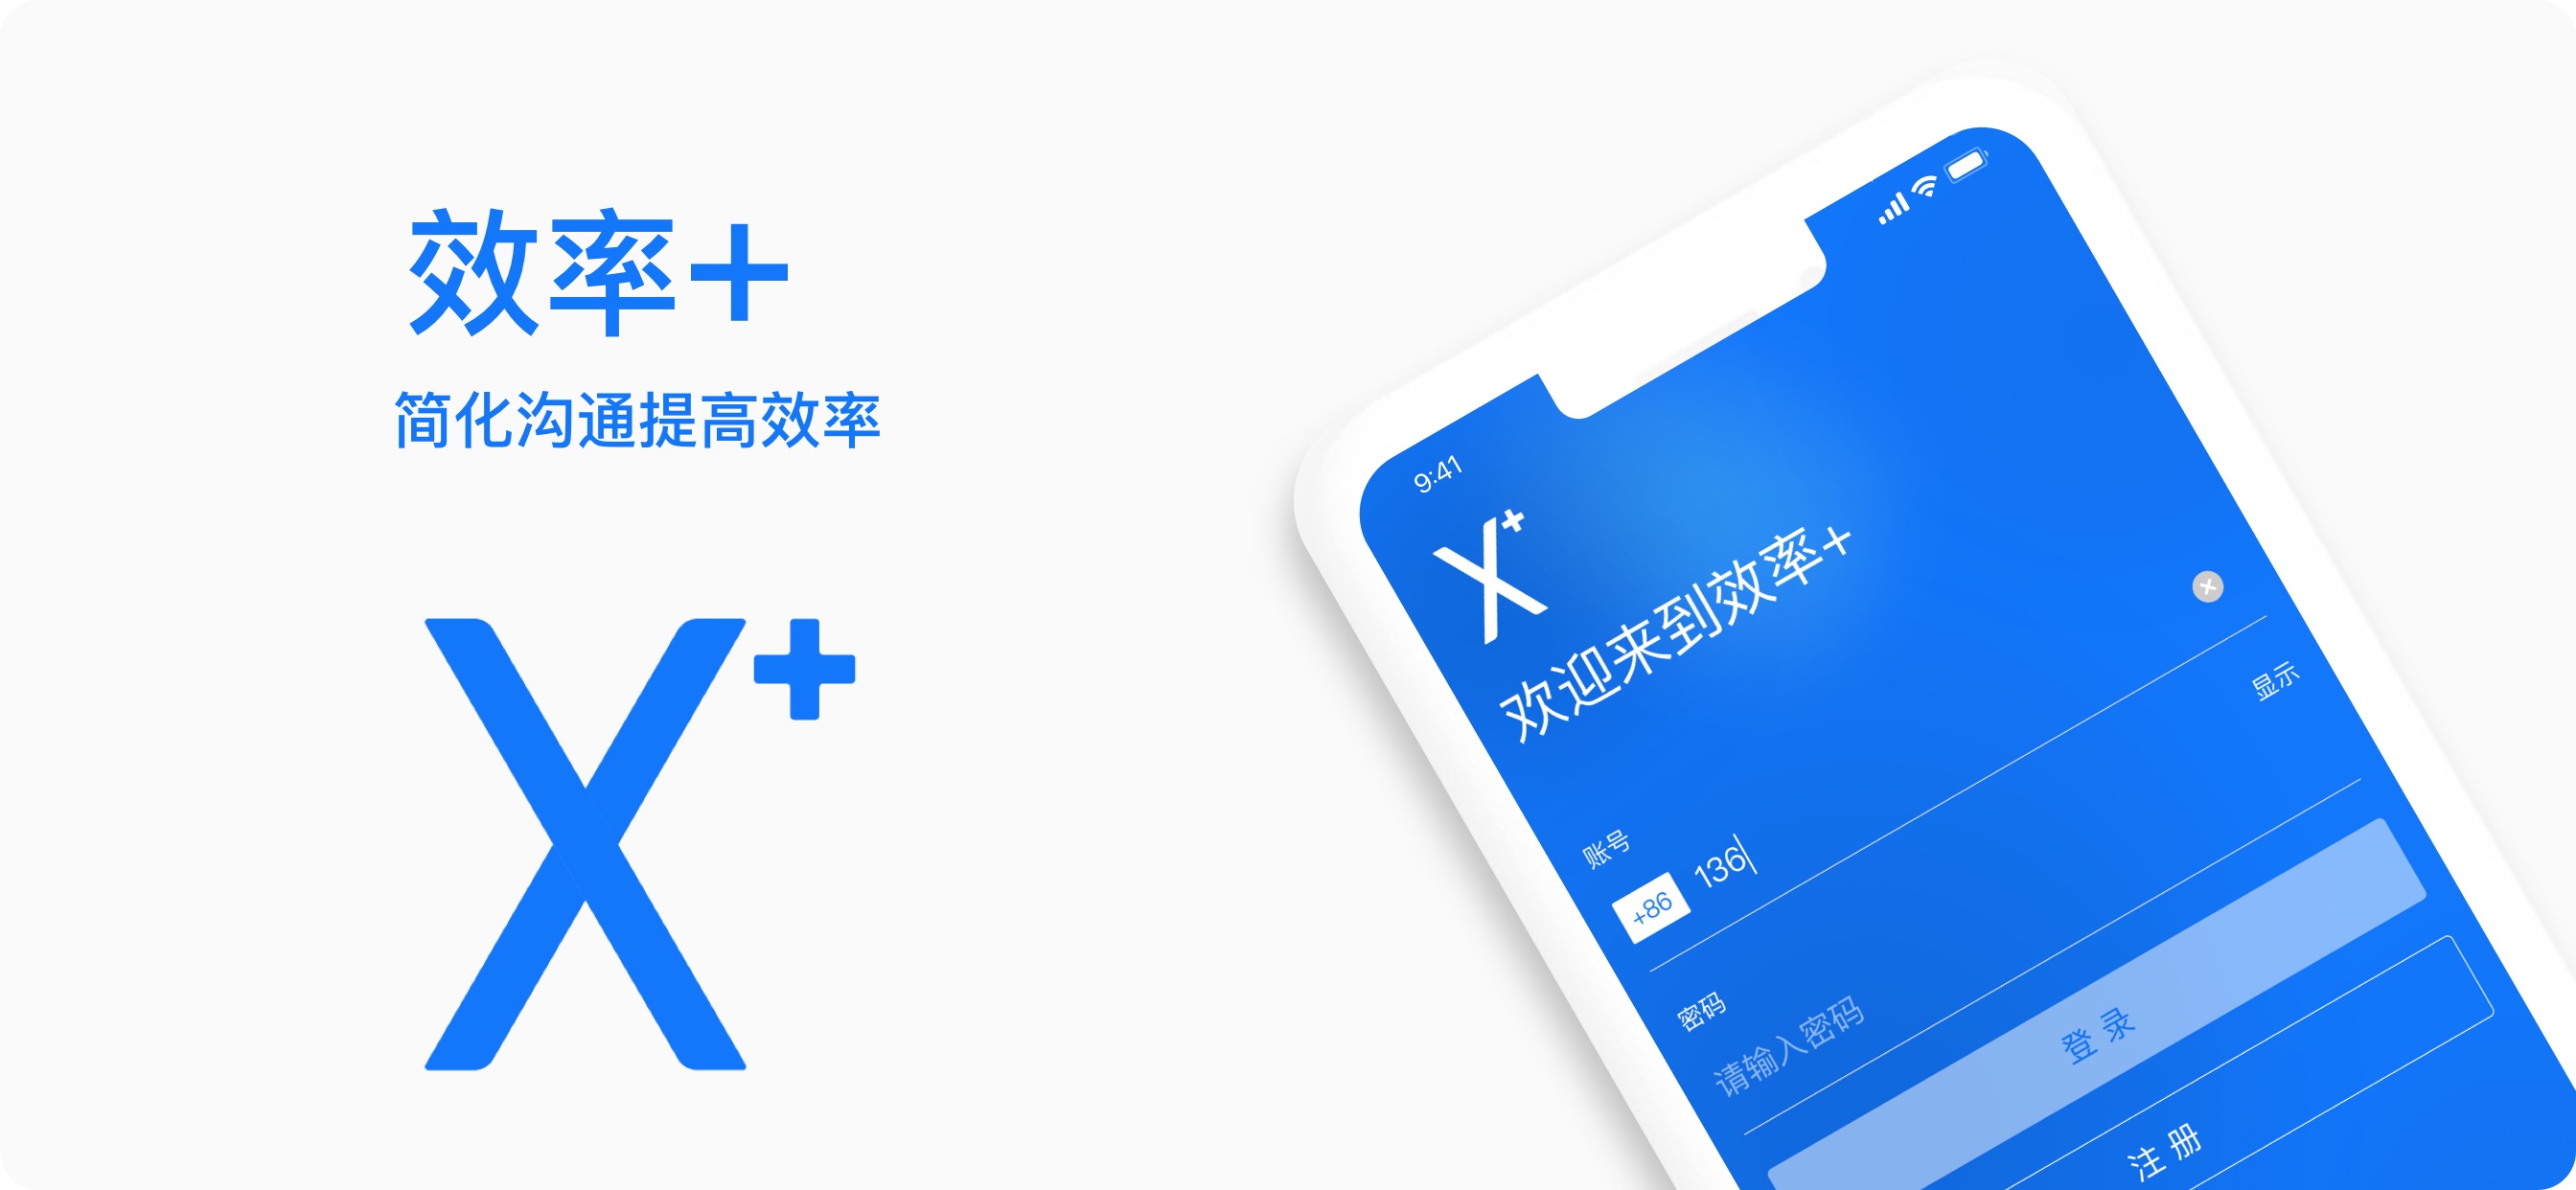 效率+
简化沟通提高效率
X+
9:41
X+
欢迎来到效率+
账号
+86 136
显示
密码
请输入密码
登 录
注 册